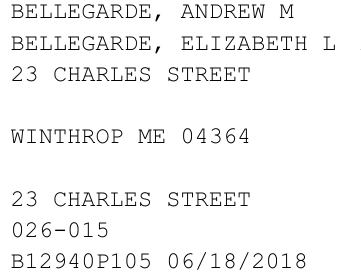 BELLEGARDE, ANDREW M
BELLEGARDE, ELIZABETH L
23 CHARLES STREET
WINTHROP ME 04364
23 CHARLES STREET
026-015
B12940P105 06/18/2018